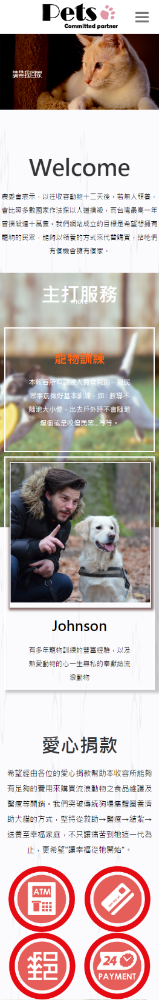 Pets
Committed partner
請帶我回家
Welcome
農委會表示，以往收容動物十二天後，若無人領養，
會比照多數國家作法採以人道撲殺，而台灣最高一年
曾撲殺達十萬隻。我們網站成立的目標是希望想擁有
寵物的民眾，能夠以領養的方式來代替購買，給牠們
有個機會擁有個家。
主打服務
more
寵物訓練
本收容所有訓練人員會幫助一般民
眾事前做好基本訓練，如：教導不
隨地大小便，出去戶外時不會隨地
爆衝或是咬傷民眾...等等。
Johnson
有多年寵物訓練的豐富經驗，以及
熱愛動物的心一生無私的奉獻給流
浪動物
愛心捐款
希望經由各位的愛心捐款幫助本收容所能夠
有足夠的費用來購買流浪動物之食品維護及
醫療等開銷。我們突破傳統狗場集體圈養濟
助犬貓的方式，堅持從救助→醫療→結紮→
送養至幸福家庭，不只讓痛苦到牠這一代為
止，更希望"讓幸福從牠開始"。
ATM
郵
24
PAYMENT